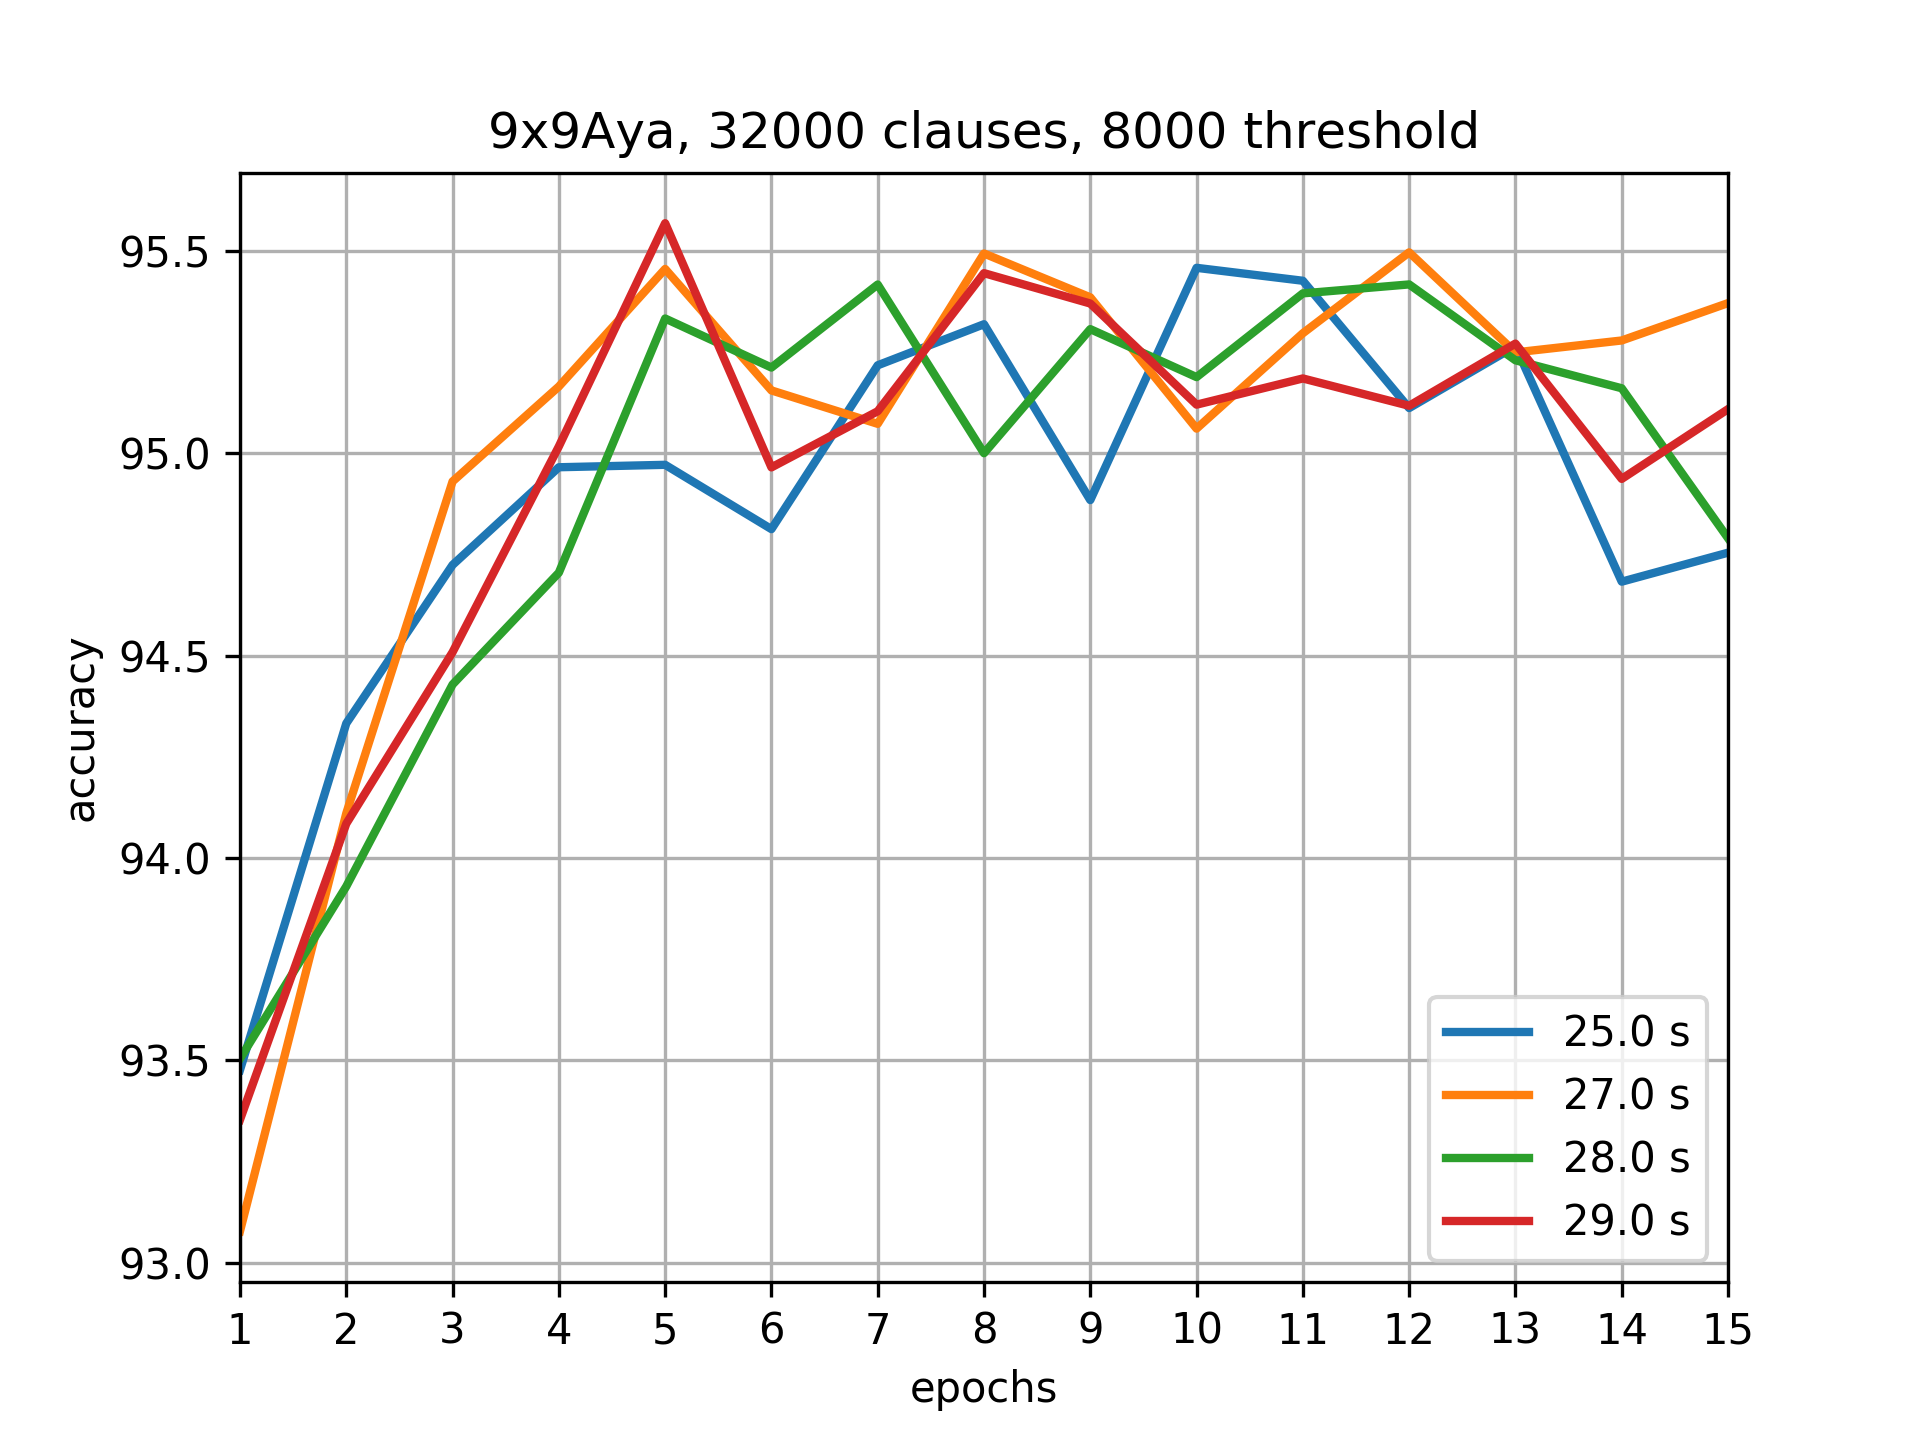 9x9Aya, 32000 clauses, 8000 threshold
accuracy
95.5
95.0
94.5
94.0
93.5
93.0
25.0 s
27.0 s
28.0 s
29.0 s
1 2 3 4 5 6 7 8 9 10 11 12 13 14 15
epochs